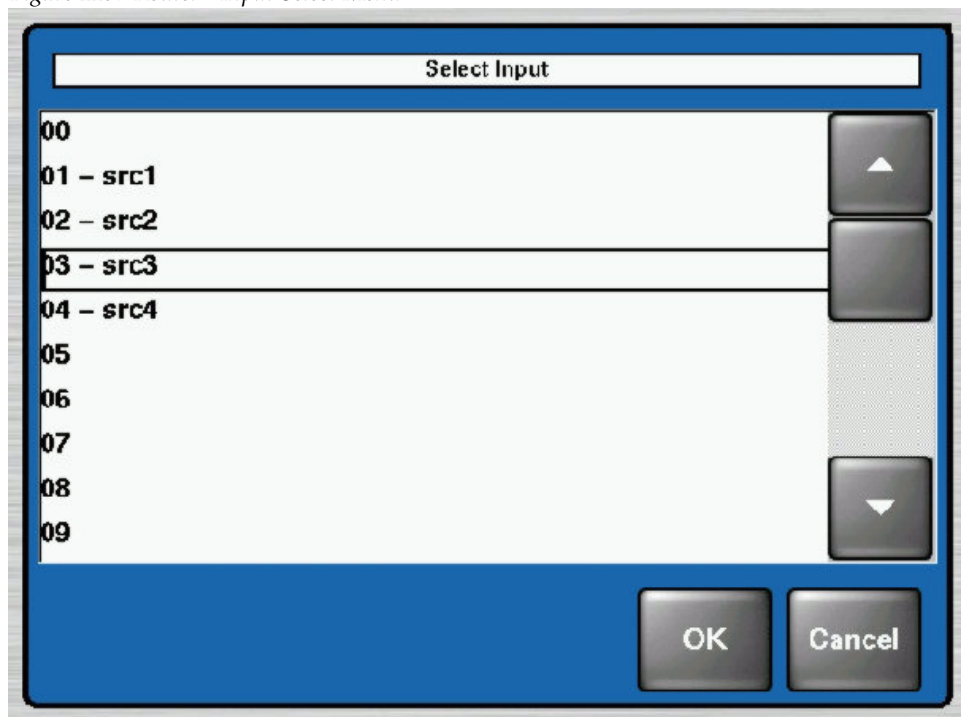 Select Input
00
01 – src1
02 – src2
03 – src3
04 – src4
05
06
07
08
09
OK
Cancel